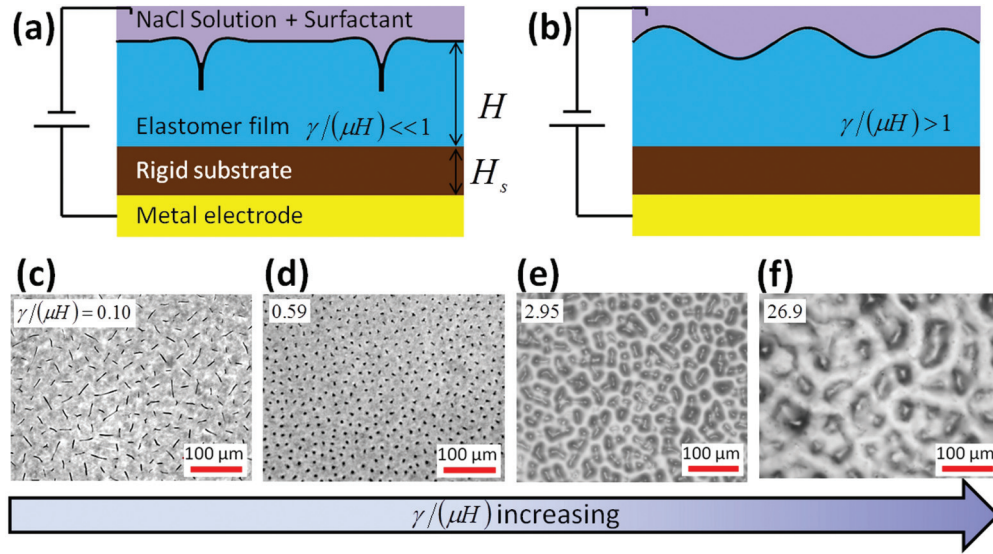 (a)
NaCl Solution + Surfactant
Elastomer film γ/(μH)<<1
H
Rigid substrate
H_s
Metal electrode
(b)
γ/(μH)>1
(c)
γ/(μH)=0.10
100 μm
(d)
0.59
100 μm
(e)
2.95
100 μm
(f)
26.9
100 μm
γ/(μH) increasing